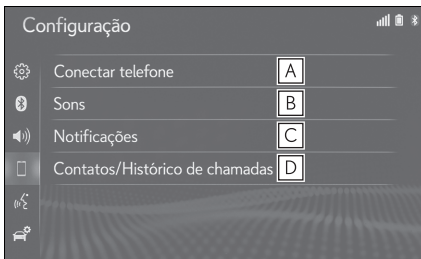 Configuração
Conectar telefone A
Sons B
Notificações C
Contatos/Histórico de chamadas D